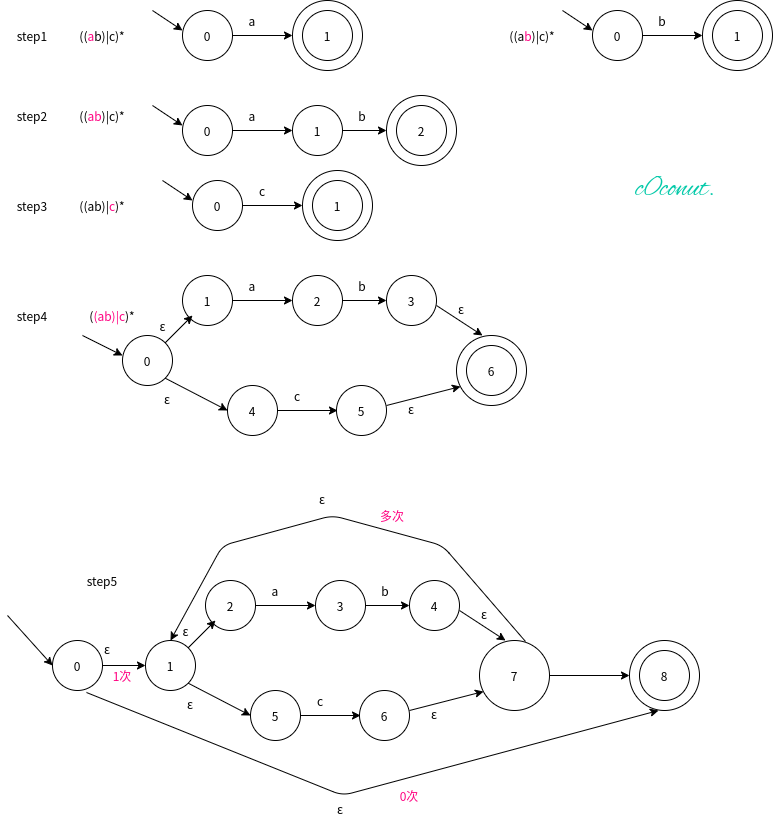 a
step1 ((ab)|c)* 0 1
b
((ab)|c)* 0 1
step2 ((ab)|c)*
a b
0 1 2
cOconut.
c
step3 ((ab)|c)* 0 1
a b
1 2 3
ε
step4 ((ab)|c)*
ε
0 6
ε c ε
4 5
ε
多次
step5
a b
2 3 4
ε ε
ε
0 1 7 8
1次
ε c ε
5 6
0次
ε